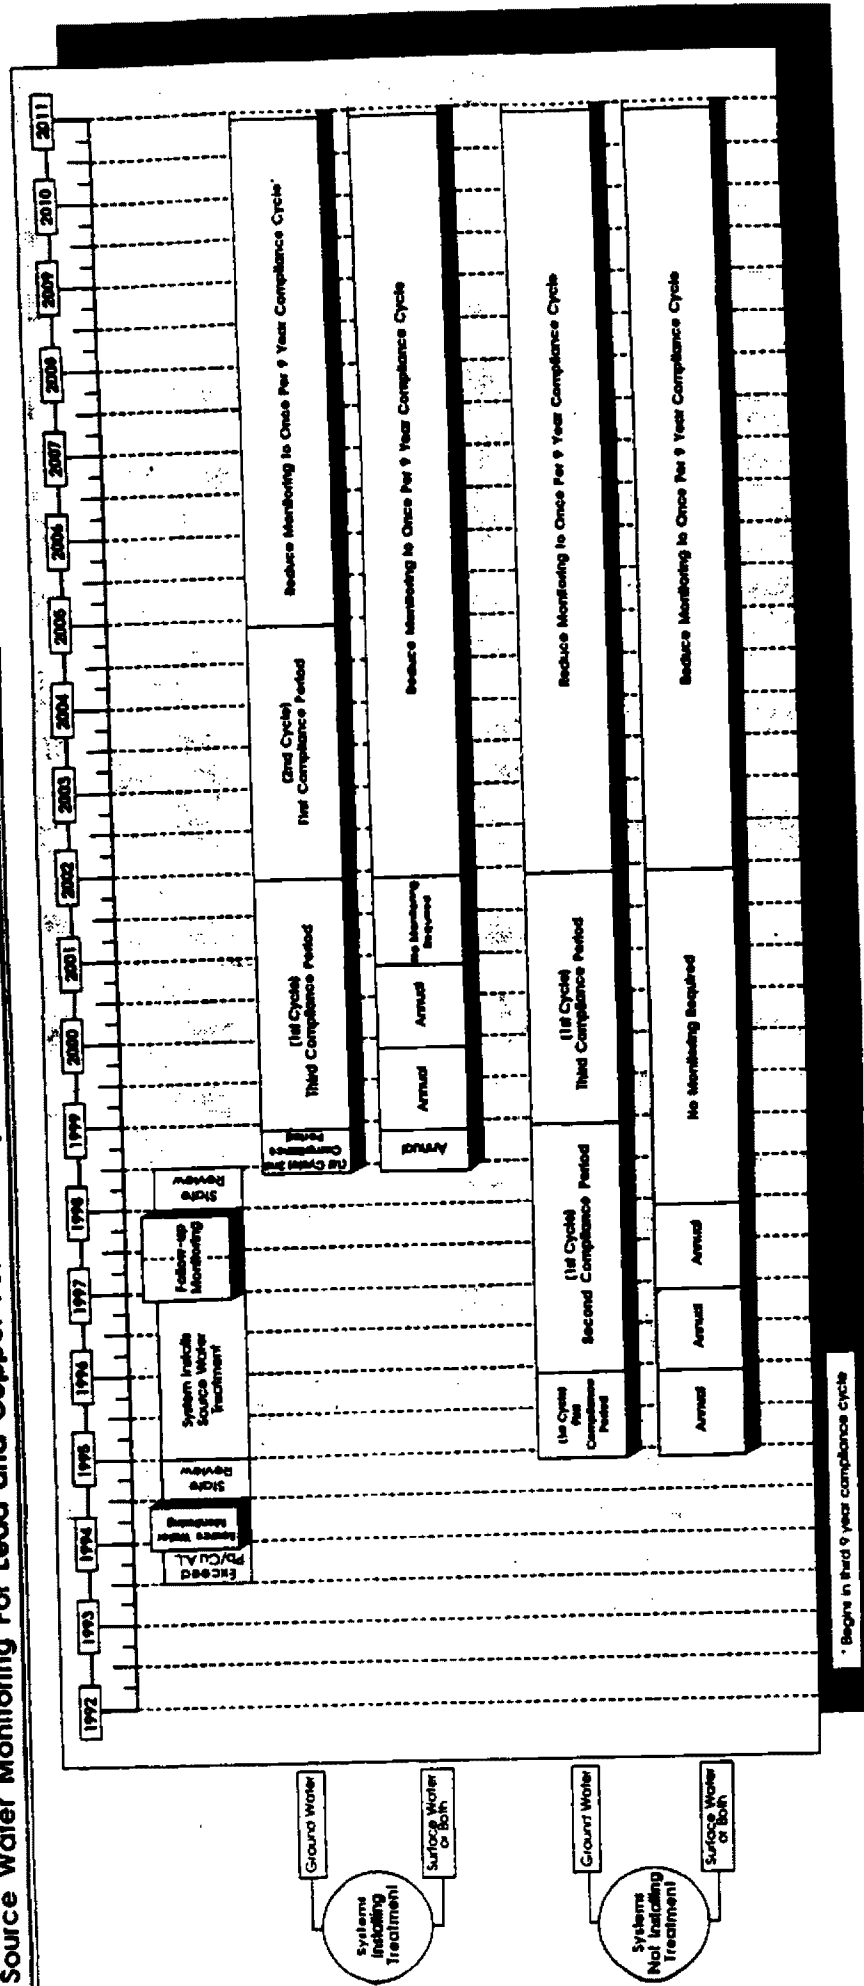 Source Water Monitoring For Lead and Copper
1992
1993
1994
1995
1996
1997
1998
1999
2000
2001
2002
2003
2004
2005
2006
2007
2008
2009
2010
2011
Exceed
Pb/Cu AL
Source Water
Monitoring
State
Review
System Installs
Source Water
Treatment
Follow-up
Monitoring
State
Review
Systems
Installing
Treatment
Ground Water
(1st Cycle) 2nd
Compliance
Period
(1st Cycle)
Third Compliance Period
(2nd Cycle)
First Compliance Period
Reduce Monitoring to Once Per 9 Year Compliance Cycle*
Surface Water
or Both
Annual
Annual
Annual
No Monitoring
Required
Reduce Monitoring to Once Per 9 Year Compliance Cycle
Systems
Not Installing
Treatment
Ground Water
(1st Cycle)
First
Compliance
Period
(1st Cycle)
Second Compliance Period
(1st Cycle)
Third Compliance Period
Reduce Monitoring to Once Per 9 Year Compliance Cycle
Surface Water
or Both
Annual
Annual
Annual
No Monitoring Required
Reduce Monitoring to Once Per 9 Year Compliance Cycle
* Begins in third 9 year compliance cycle